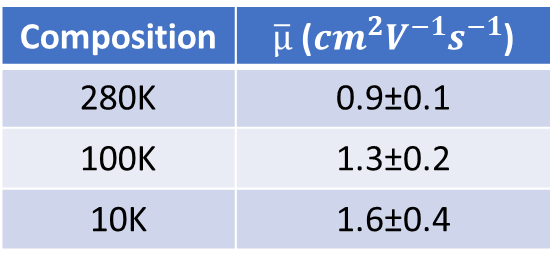 Composition μ̅ (cm²V⁻¹s⁻¹)
280K 0.9±0.1
100K 1.3±0.2
10K 1.6±0.4